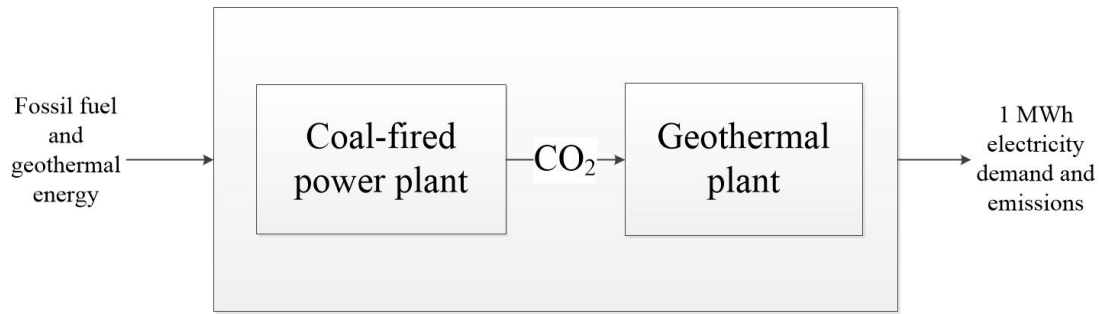 Fossil fuel
and
geothermal
energy
Coal-fired
power plant
CO₂
Geothermal
plant
1 MWh
electricity
demand and
emissions